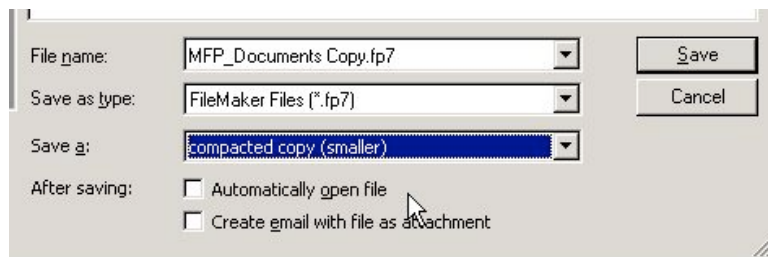 File name: MFP_Documents Copy.fp7 Save
Save as type: FileMaker Files (*.fp7) Cancel
Save a: compacted copy (smaller)
After saving: Automatically open file
Create email with file as attachment